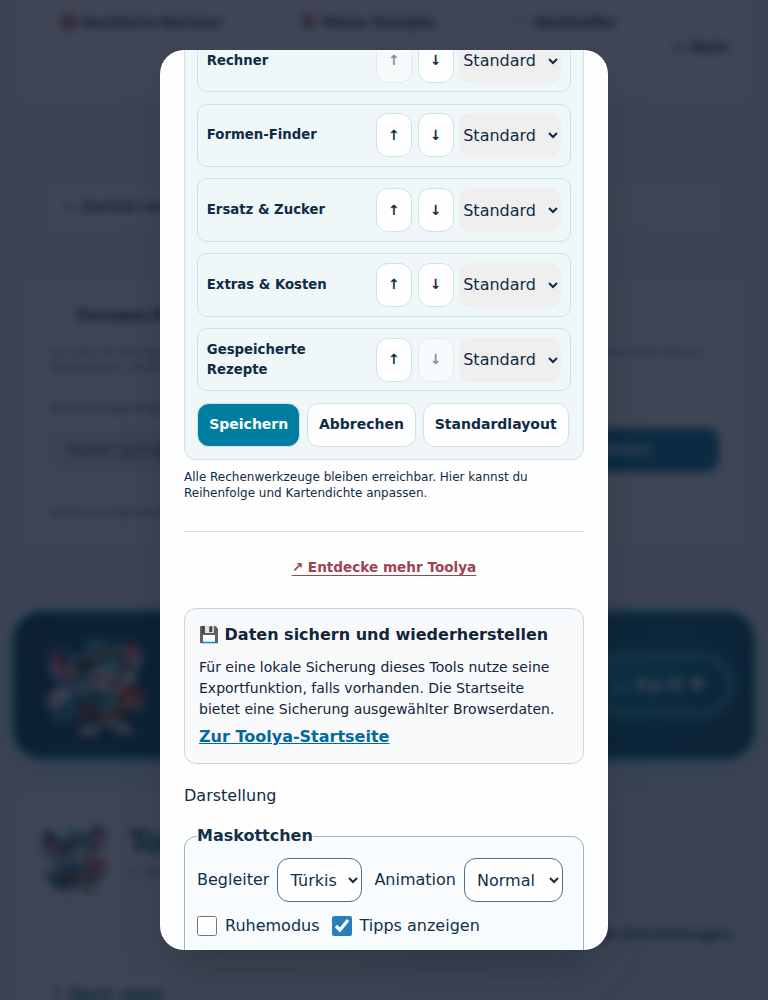 Rechner ↑ ↓ Standard
Formen-Finder ↑ ↓ Standard
Ersatz & Zucker ↑ ↓ Standard
Extras & Kosten ↑ ↓ Standard
Gespeicherte
Rezepte ↑ ↓ Standard
Speichern Abbrechen Standardlayout
Alle Rechenwerkzeuge bleiben erreichbar. Hier kannst du
Reihenfolge und Kartendichte anpassen.
↗ Entdecke mehr Toolya
💾 Daten sichern und wiederherstellen
Für eine lokale Sicherung dieses Tools nutze seine
Exportfunktion, falls vorhanden. Die Startseite
bietet eine Sicherung ausgewählter Browserdaten.
Zur Toolya-Startseite
Darstellung
Maskottchen
Begleiter Türkis Animation Normal
Ruhemodus Tipps anzeigen